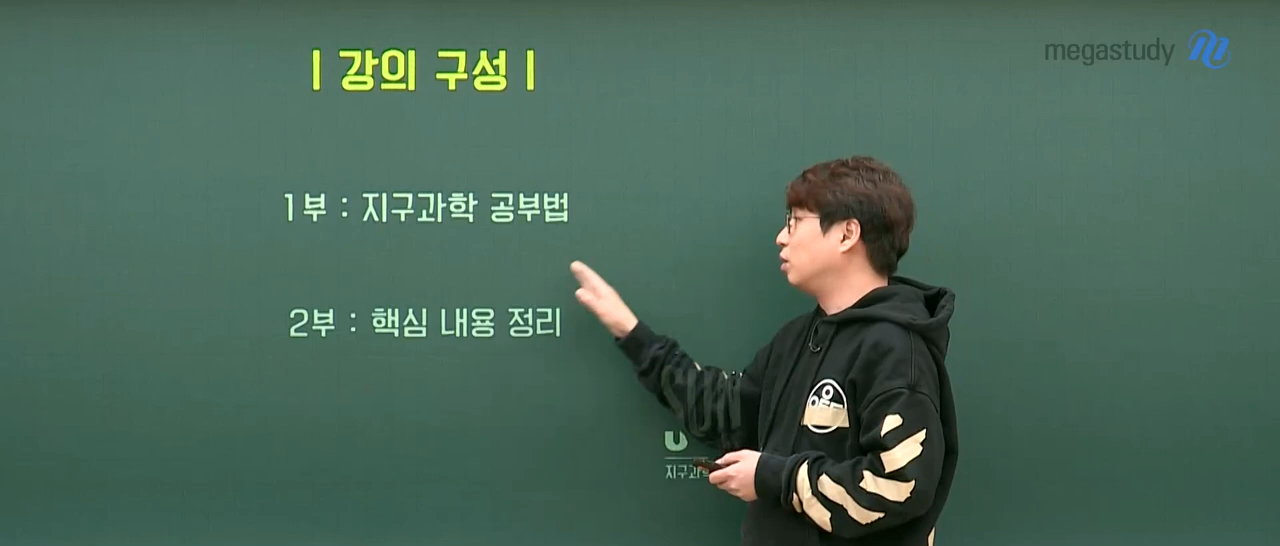 | 강의 구성 |
megastudy
1부 : 지구과학 공부법
2부 : 핵심 내용 정리